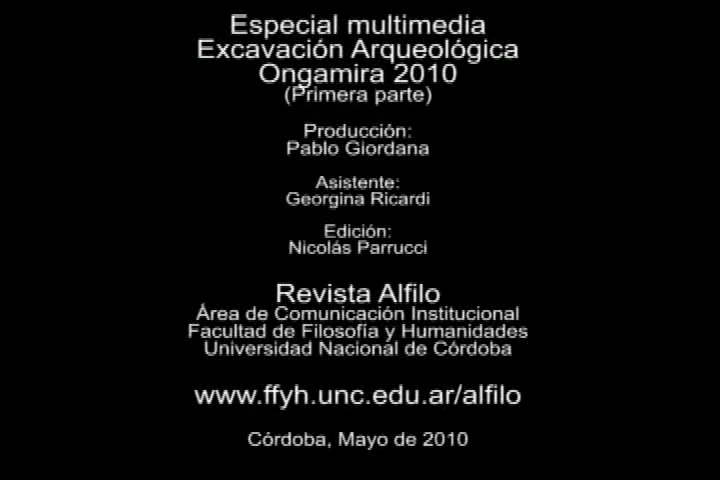 Especial multimedia
Excavación Arqueológica
Ongamira 2010
(Primera parte)
Producción:
Pablo Giordana
Asistente:
Georgina Ricardi
Edición:
Nicolás Parrucci
Revista Alfilo
Área de Comunicación Institucional
Facultad de Filosofía y Humanidades
Universidad Nacional de Córdoba
www.ffyh.unc.edu.ar/alfilo
Córdoba, Mayo de 2010